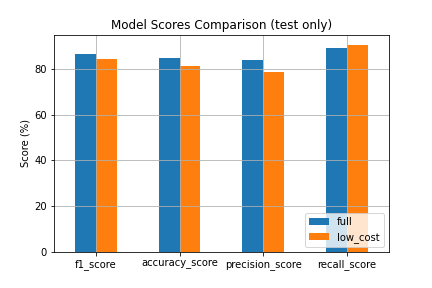 Model Scores Comparison (test only)
Score (%)
80
60
40
20
0
full
low_cost
f1_score
accuracy_score
precision_score
recall_score